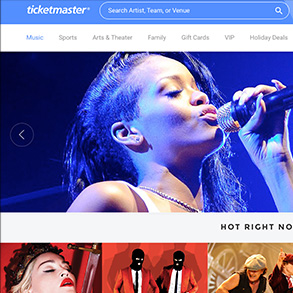 ticketmaster®
Search Artist, Team, or Venue
Music Sports Arts & Theater Family Gift Cards VIP Holiday Deals
HOT RIGHT NO